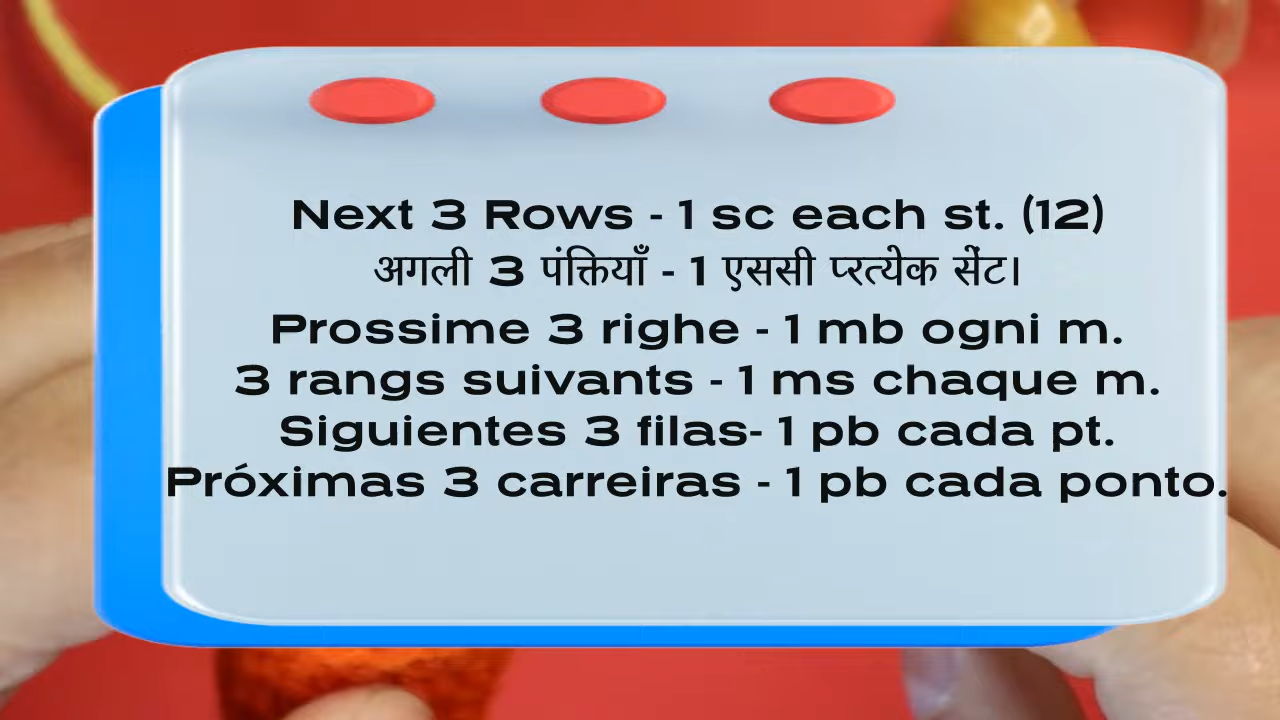 Next 3 Rows - 1 sc each st. (12)
अगली 3 पंक्तियाँ - 1 एससी प्रत्येक सेंट।
Prossime 3 righe - 1 mb ogni m.
3 rangs suivants - 1 ms chaque m.
Siguientes 3 filas- 1 pb cada pt.
Próximas 3 carreiras - 1 pb cada ponto.